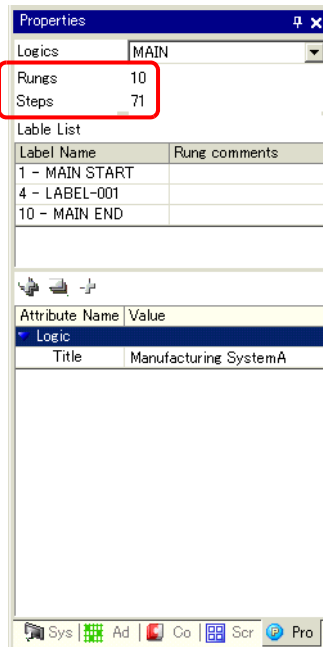 Properties
Logics MAIN
Rungs 10
Steps 71
Lable List
Label Name Rung comments
1 - MAIN START
4 - LABEL-001
10 - MAIN END
Attribute Name Value
Logic
Title Manufacturing SystemA
Sys Ad Co Scr Pro